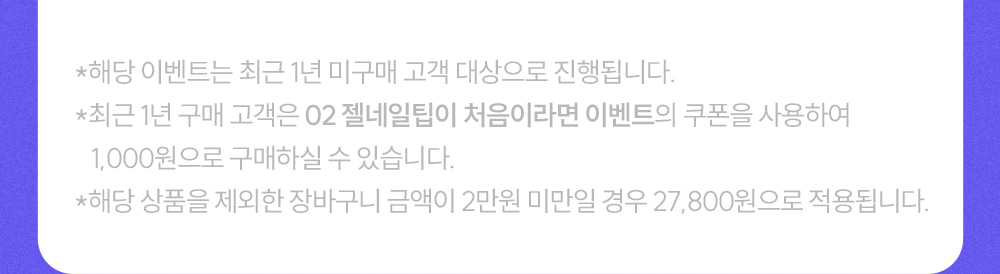 *해당 이벤트는 최근 1년 미구매 고객 대상으로 진행됩니다.
*최근 1년 구매 고객은 02 젤네일팁이 처음이라면 이벤트의 쿠폰을 사용하여
1,000원으로 구매하실 수 있습니다.
*해당 상품을 제외한 장바구니 금액이 2만원 미만일 경우 27,800원으로 적용됩니다.